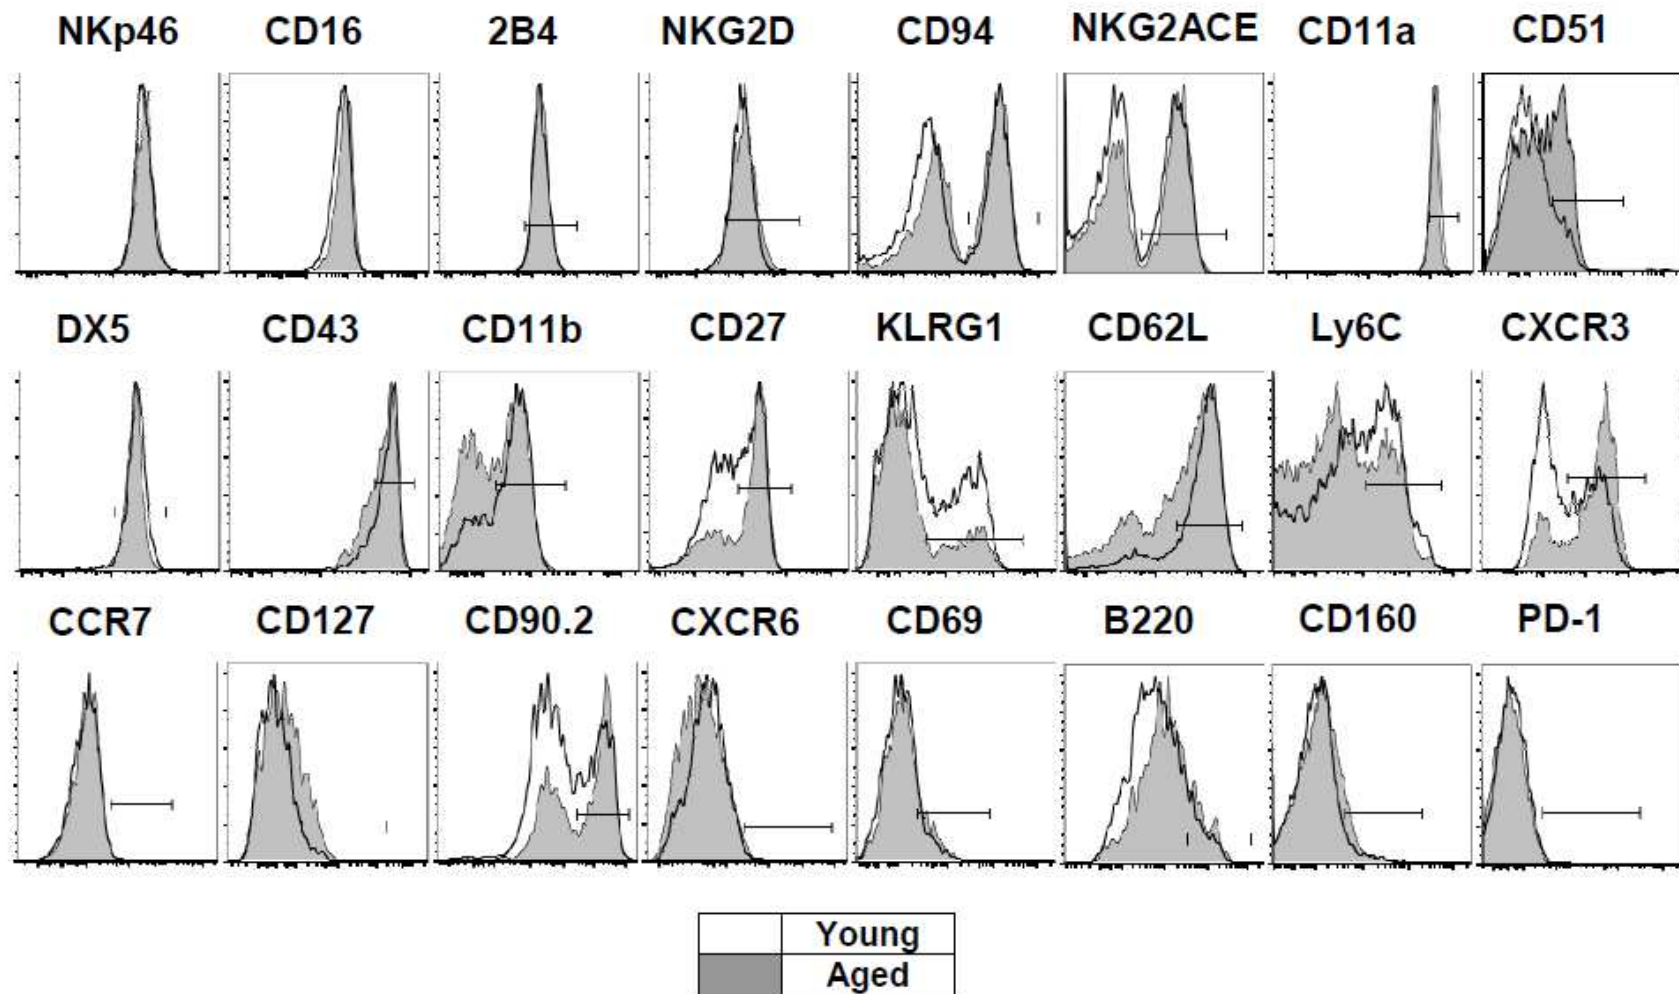 NKp46 CD16 2B4 NKG2D CD94 NKG2ACE CD11a CD51
DX5 CD43 CD11b CD27 KLRG1 CD62L Ly6C CXCR3
CCR7 CD127 CD90.2 CXCR6 CD69 B220 CD160 PD-1
Young
Aged